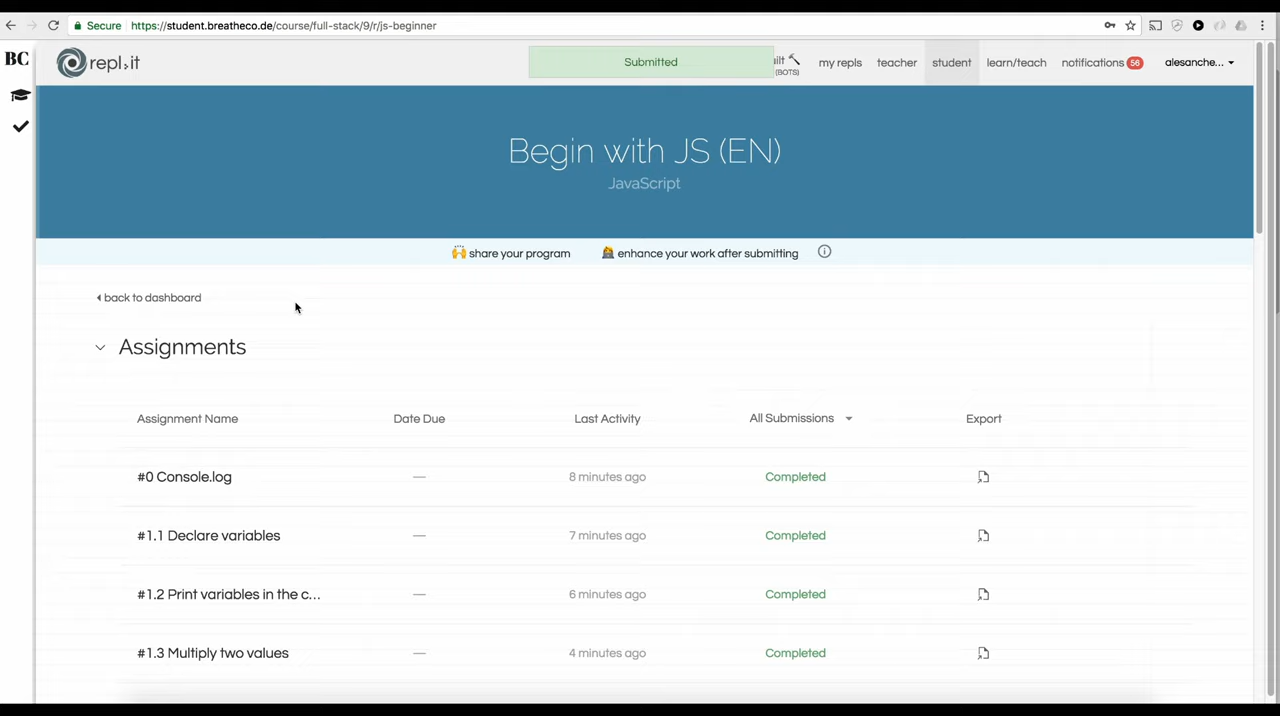 Secure https://student.breatheco.de/course/full-stack/9/r/js-beginner
BC
repl.it Submitted (BOTS) my repls teacher student learn/teach notifications 56 alesanche...
Begin with JS (EN)
JavaScript
share your program enhance your work after submitting
back to dashboard
Assignments
Assignment Name Date Due Last Activity All Submissions Export
#0 Console.log — 8 minutes ago Completed
#1.1 Declare variables — 7 minutes ago Completed
#1.2 Print variables in the c... — 6 minutes ago Completed
#1.3 Multiply two values — 4 minutes ago Completed